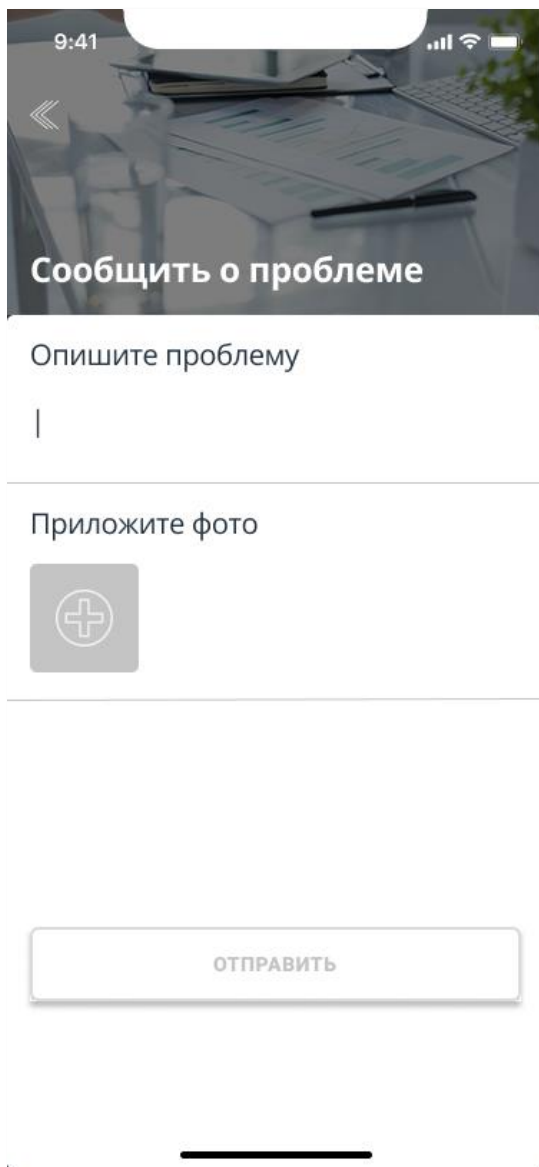 9:41
Сообщить о проблеме
Опишите проблему
Приложите фото
ОТПРАВИТЬ